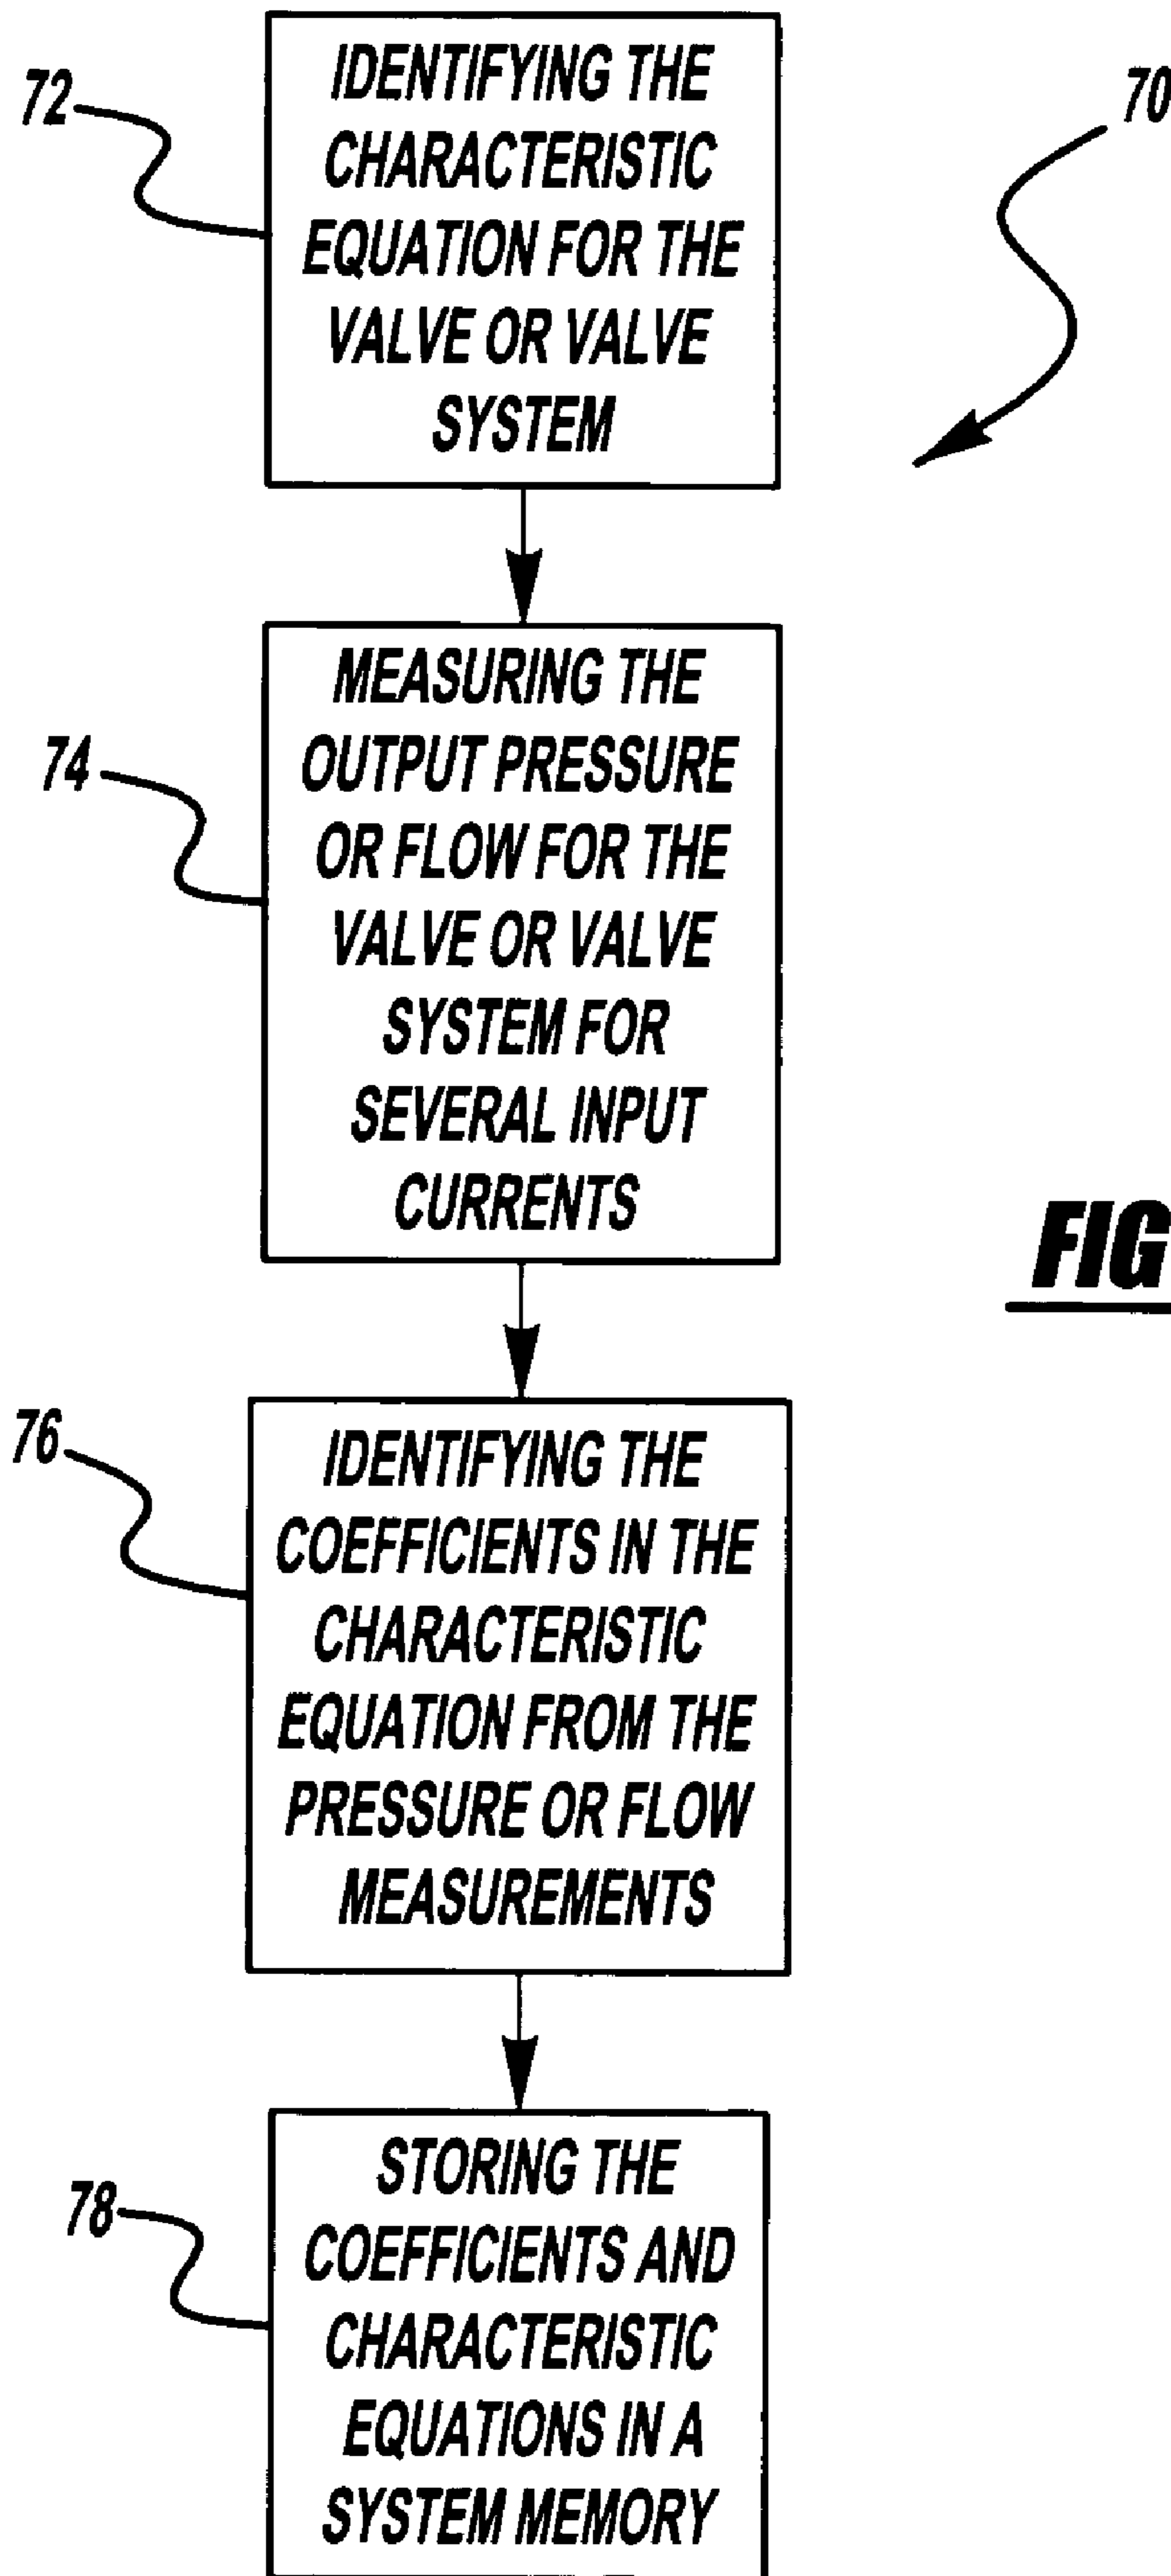 72
IDENTIFYING THE
CHARACTERISTIC
EQUATION FOR THE
VALVE OR VALVE
SYSTEM
70
74
MEASURING THE
OUTPUT PRESSURE
OR FLOW FOR THE
VALVE OR VALVE
SYSTEM FOR
SEVERAL INPUT
CURRENTS
FIG
76
IDENTIFYING THE
COEFFICIENTS IN THE
CHARACTERISTIC
EQUATION FROM THE
PRESSURE OR FLOW
MEASUREMENTS
78
STORING THE
COEFFICIENTS AND
CHARACTERISTIC
EQUATIONS IN A
SYSTEM MEMORY